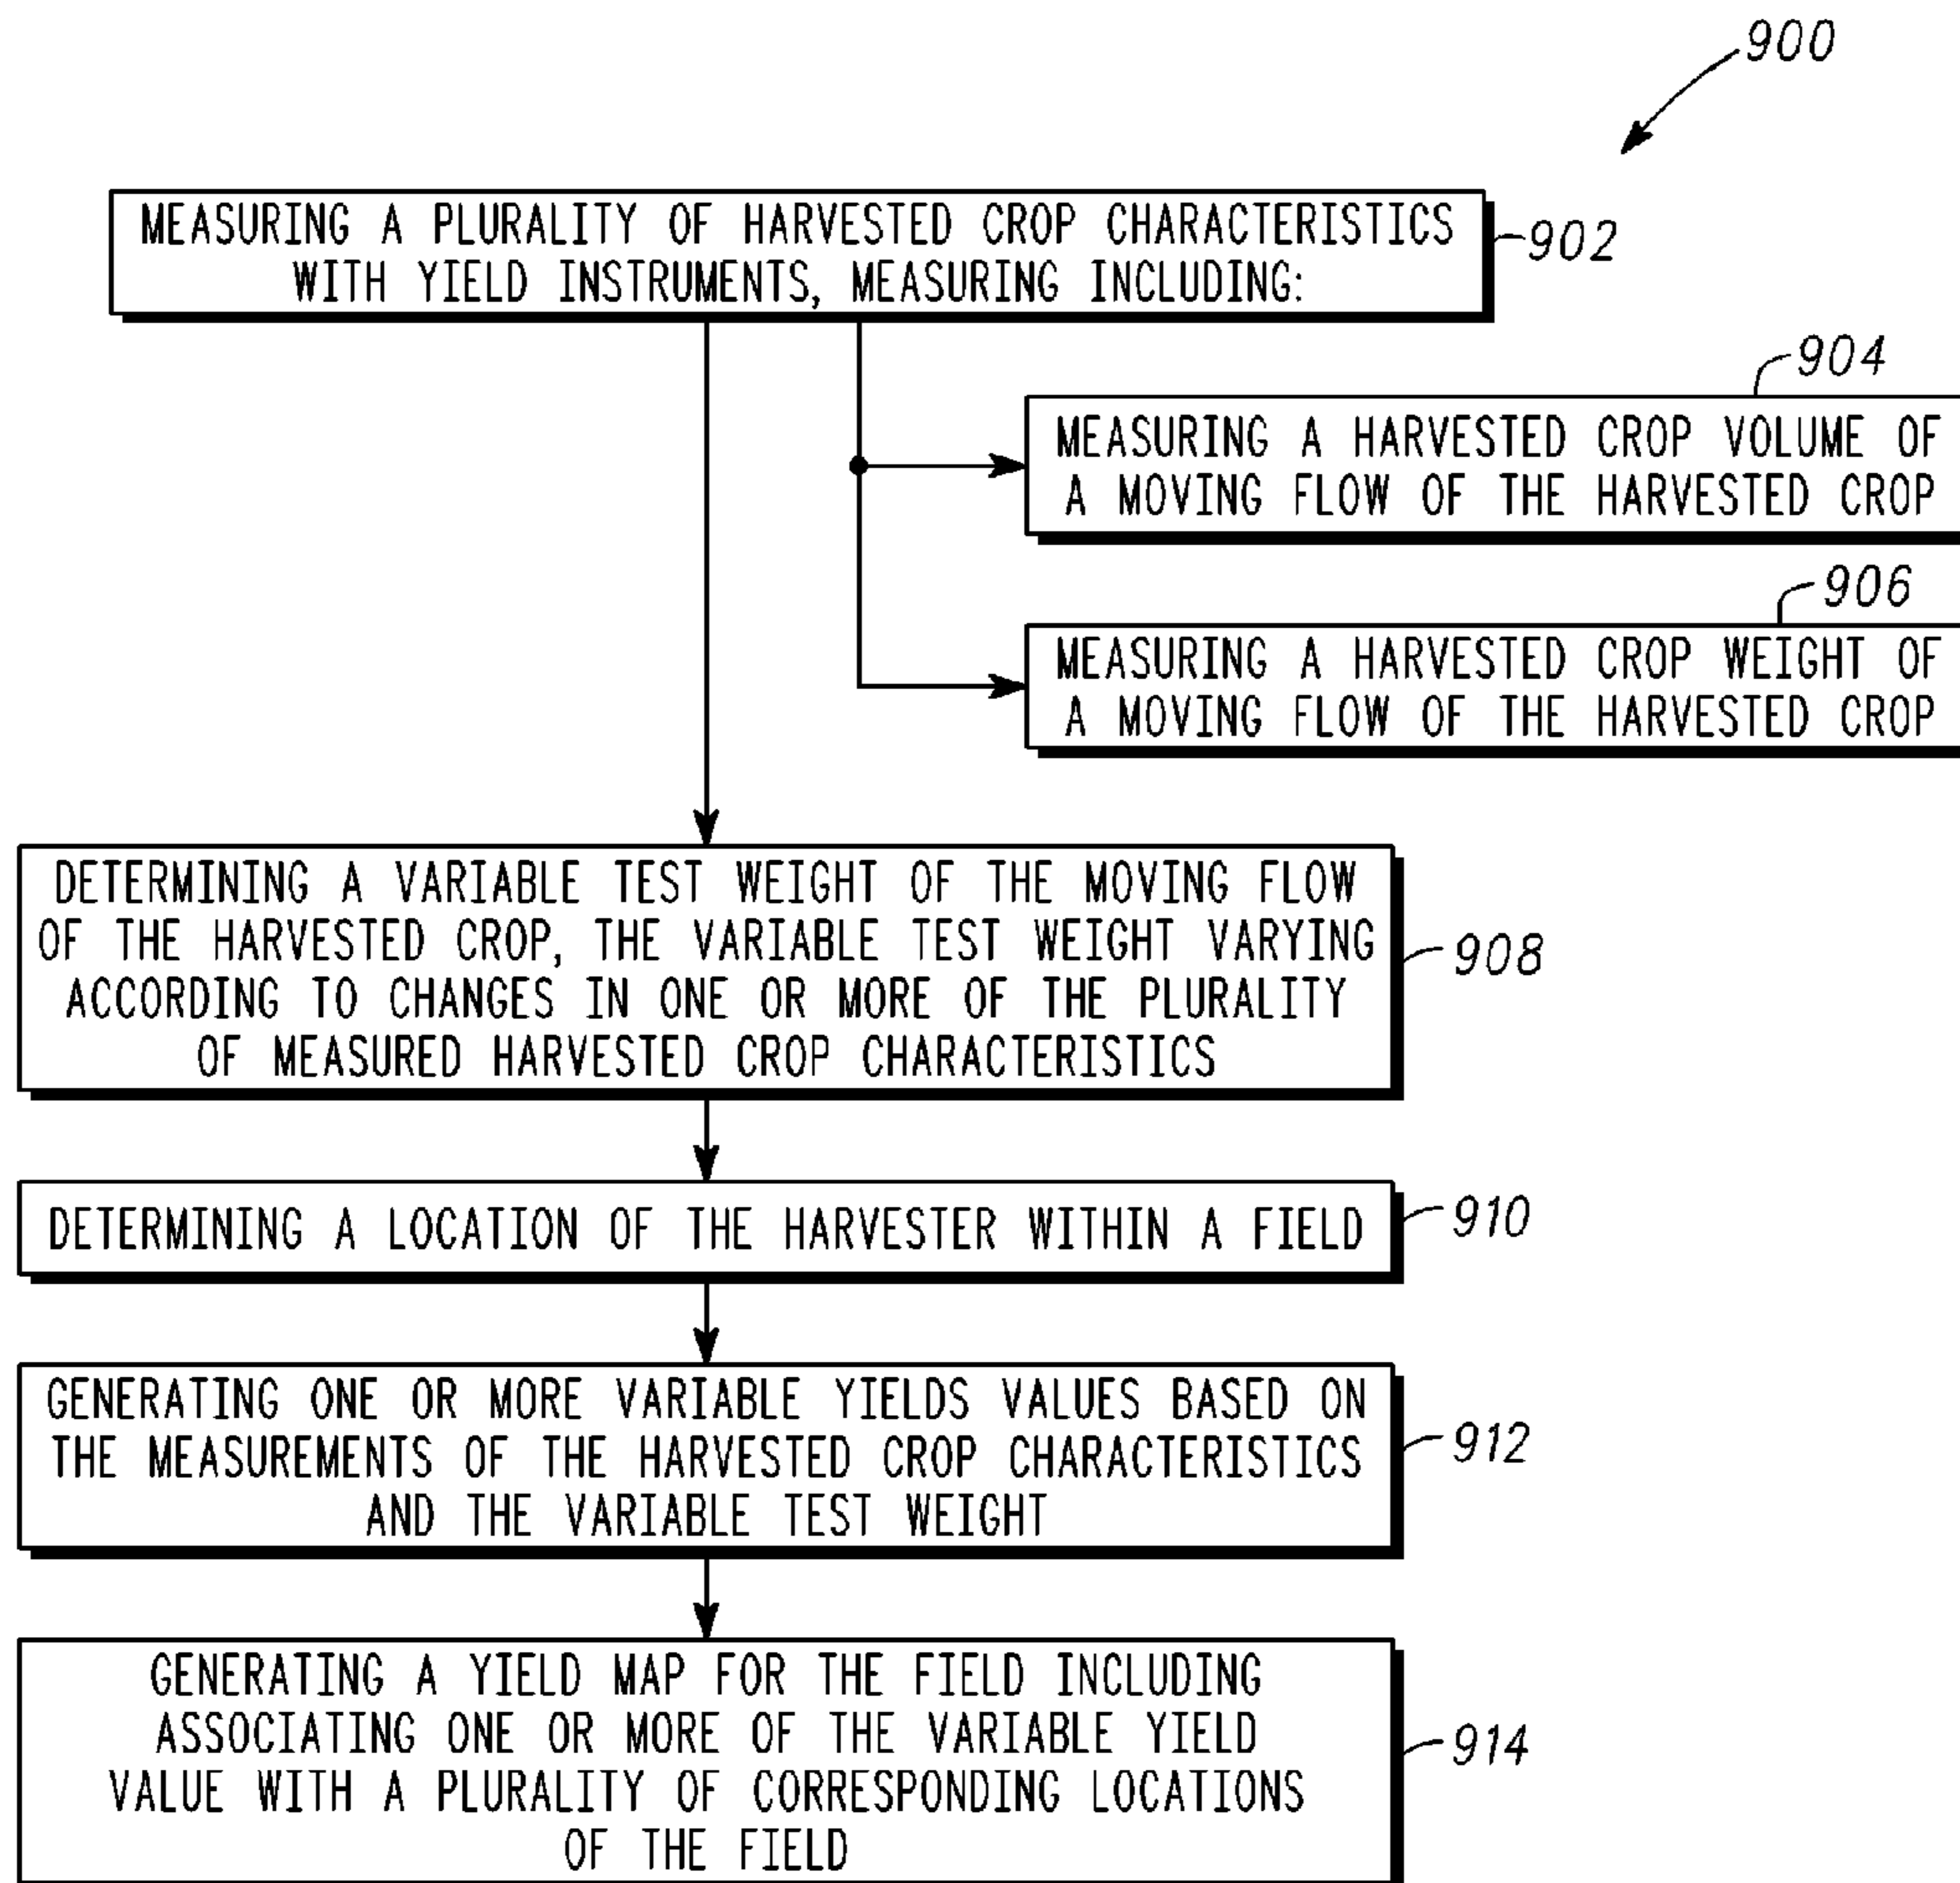 900
MEASURING A PLURALITY OF HARVESTED CROP CHARACTERISTICS
WITH YIELD INSTRUMENTS, MEASURING INCLUDING:
902
904
MEASURING A HARVESTED CROP VOLUME OF
A MOVING FLOW OF THE HARVESTED CROP
906
MEASURING A HARVESTED CROP WEIGHT OF
A MOVING FLOW OF THE HARVESTED CROP
DETERMINING A VARIABLE TEST WEIGHT OF THE MOVING FLOW
OF THE HARVESTED CROP, THE VARIABLE TEST WEIGHT VARYING
ACCORDING TO CHANGES IN ONE OR MORE OF THE PLURALITY
OF MEASURED HARVESTED CROP CHARACTERISTICS
908
DETERMINING A LOCATION OF THE HARVESTER WITHIN A FIELD
910
GENERATING ONE OR MORE VARIABLE YIELDS VALUES BASED ON
THE MEASUREMENTS OF THE HARVESTED CROP CHARACTERISTICS
AND THE VARIABLE TEST WEIGHT
912
GENERATING A YIELD MAP FOR THE FIELD INCLUDING
ASSOCIATING ONE OR MORE OF THE VARIABLE YIELD
VALUE WITH A PLURALITY OF CORRESPONDING LOCATIONS
OF THE FIELD
914